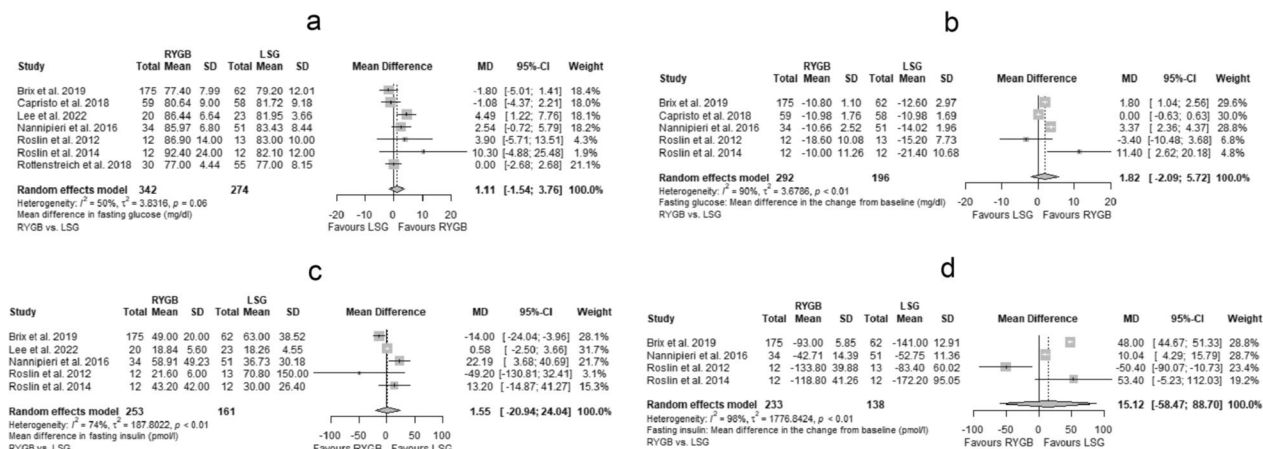 a
RYGB LSG
Study Total Mean SD Total Mean SD Mean Difference MD 95%-CI Weight
Brix et al. 2019 175 77.40 7.99 62 79.20 12.01 -1.80 [-5.01; 1.41] 18.4%
Capristo et al. 2018 59 80.64 9.00 58 81.72 9.18 -1.08 [-4.37; 2.21] 18.0%
Lee et al. 2022 20 86.44 6.64 23 81.95 3.66 4.49 [1.22; 7.76] 18.1%
Nannipieri et al. 2016 34 85.97 6.80 51 83.43 8.44 2.54 [-0.72; 5.79] 18.2%
Roslin et al. 2012 12 86.90 14.40 13 83.00 10.00 3.90 [-5.71; 13.51] 4.3%
Roslin et al. 2014 12 92.40 24.00 12 82.10 12.00 10.30 [-4.88; 25.48] 1.9%
Rotlenstreich et al. 2018 30 77.00 4.44 55 77.00 8.15 0.00 [-2.68; 2.68] 21.1%
Random effects model 342 274 1.11 [-1.54; 3.76] 100.0%
Heterogeneity: I² = 50%, τ² = 3.8316, p = 0.06
Mean difference in fasting glucose (mg/dl)
RYGB vs. LSG
-20 -10 0 10 20
Favours LSG Favours RYGB
b
RYGB LSG
Study Total Mean SD Total Mean SD Mean Difference MD 95%-CI Weight
Brix et al. 2019 175 -10.80 1.10 62 -12.60 2.97 1.80 [1.04; 2.56] 29.6%
Capristo et al. 2018 59 -10.98 1.76 58 -10.98 1.69 0.00 [-0.63; 0.63] 30.0%
Nannipieri et al. 2016 34 -10.66 2.52 51 -14.02 1.96 3.37 [2.36; 4.37] 28.8%
Roslin et al. 2012 12 -18.60 10.08 13 -15.20 7.73 -3.40 [-10.48; 3.68] 6.8%
Roslin et al. 2014 12 -10.00 11.26 12 -21.40 10.68 11.40 [2.62; 20.18] 4.8%
Random effects model 292 196 1.82 [-2.09; 5.72] 100.0%
Heterogeneity: I² = 90%, τ² = 3.6786, p < 0.01
Fasting glucose: Mean difference in the change from baseline (mg/dl)
RYGB vs. LSG
-20 -10 0 10 20
Favours LSG Favours RYGB
c
RYGB LSG
Study Total Mean SD Total Mean SD Mean Difference MD 95%-CI Weight
Brix et al. 2019 175 49.00 20.00 62 63.00 38.52 -14.00 [-24.04; -3.96] 28.1%
Lee et al. 2022 20 18.84 5.60 23 18.26 4.55 0.58 [-2.50; 3.66] 31.7%
Nannipieri et al. 2016 34 58.91 49.23 51 36.73 30.18 22.19 [3.68; 40.69] 21.8%
Roslin et al. 2012 12 21.60 6.00 13 70.80 150.00 -49.20 [-130.81; 32.41] 3.1%
Roslin et al. 2014 12 43.20 42.00 12 30.00 26.40 13.20 [-14.87; 41.27] 15.3%
Random effects model 253 161 1.55 [-20.94; 24.04] 100.0%
Heterogeneity: I² = 74%, τ² = 187.8022, p < 0.01
Mean difference in fasting insulin (pmol/l)
RYGB vs. LSG
-100 -50 0 50 100
Favours RYGB Favours LSG
d
RYGB LSG
Study Total Mean SD Total Mean SD Mean Difference MD 95%-CI Weight
Brix et al. 2019 175 -93.00 5.85 62 -141.00 12.91 48.00 [44.67; 51.33] 28.0%
Nannipieri et al. 2016 34 -42.71 14.39 51 -52.75 11.36 10.04 [4.29; 15.79] 28.7%
Roslin et al. 2012 12 -133.80 39.88 13 -83.40 60.02 -50.40 [-90.07; -10.73] 23.4%
Roslin et al. 2014 12 -118.80 41.26 12 -172.20 95.05 53.40 [-5.23; 112.03] 19.2%
Random effects model 233 138 15.12 [-58.47; 88.70] 100.0%
Heterogeneity: I² = 98%, τ² = 1776.8424, p < 0.01
Fasting insulin: Mean difference in the change from baseline (pmol/l)
RYGB vs. LSG
-100 -50 0 50 100
Favours RYGB Favours LSG